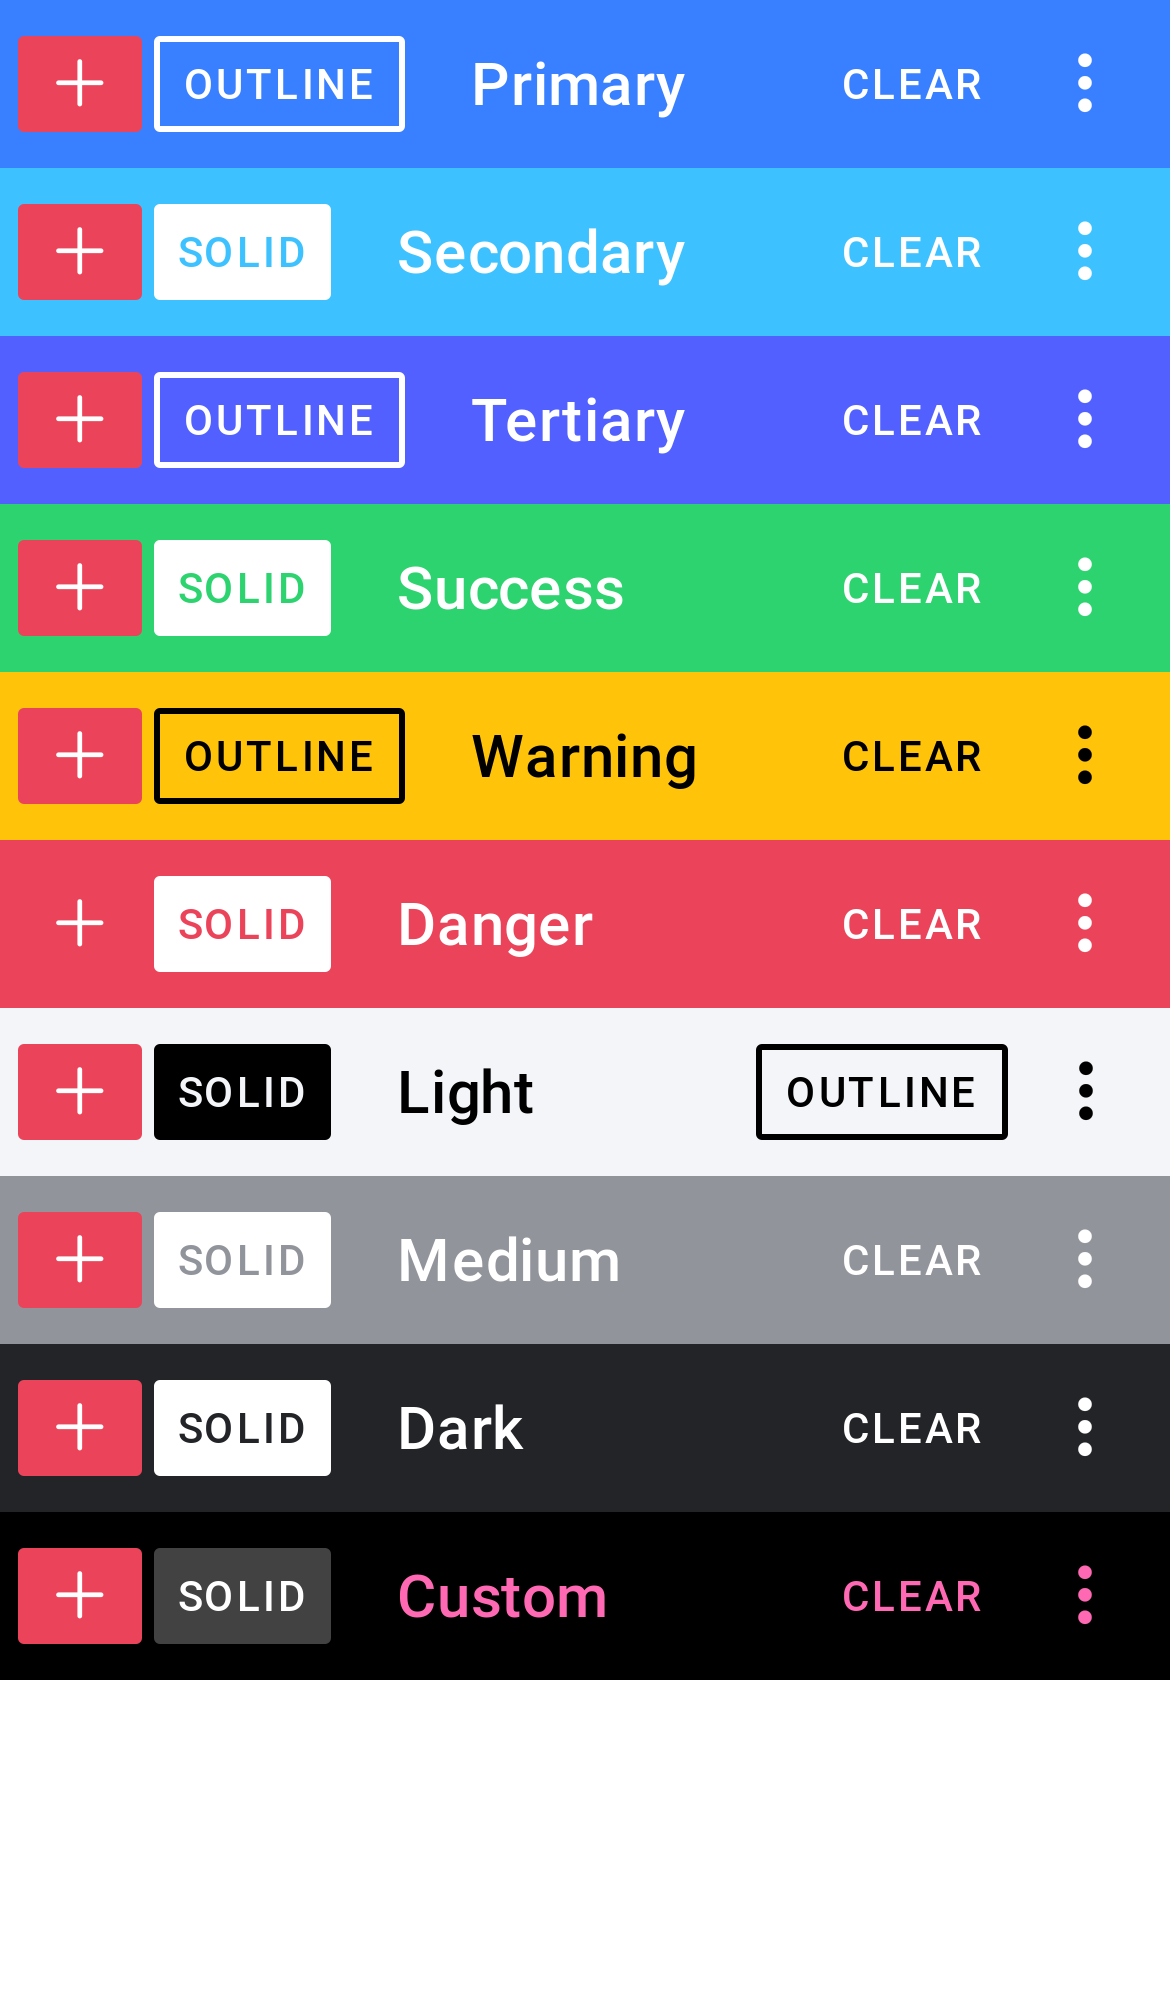 OUTLINE Primary CLEAR
SOLID Secondary CLEAR
OUTLINE Tertiary CLEAR
SOLID Success CLEAR
OUTLINE Warning CLEAR
SOLID Danger CLEAR
SOLID Light OUTLINE
SOLID Medium CLEAR
SOLID Dark CLEAR
SOLID Custom CLEAR